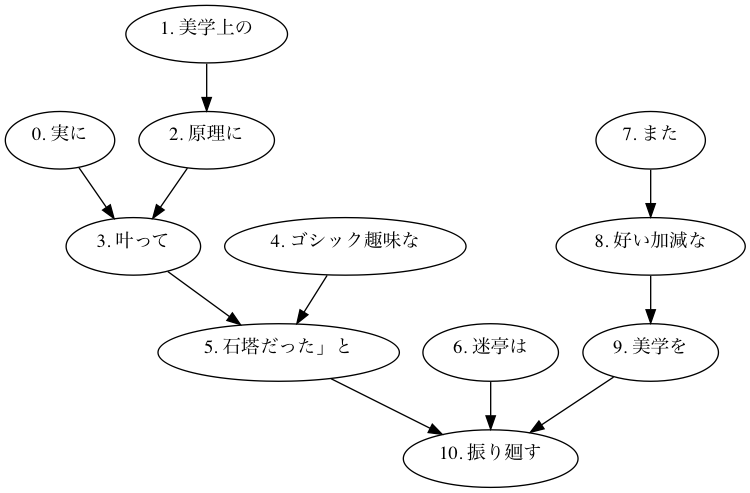 1. 美学上の
0. 実に
2. 原理に
7. また
3. 叶って
4. ゴシック趣味な
8. 好い加減な
5. 石塔だった」と
6. 迷亭は
9. 美学を
10. 振り廻す